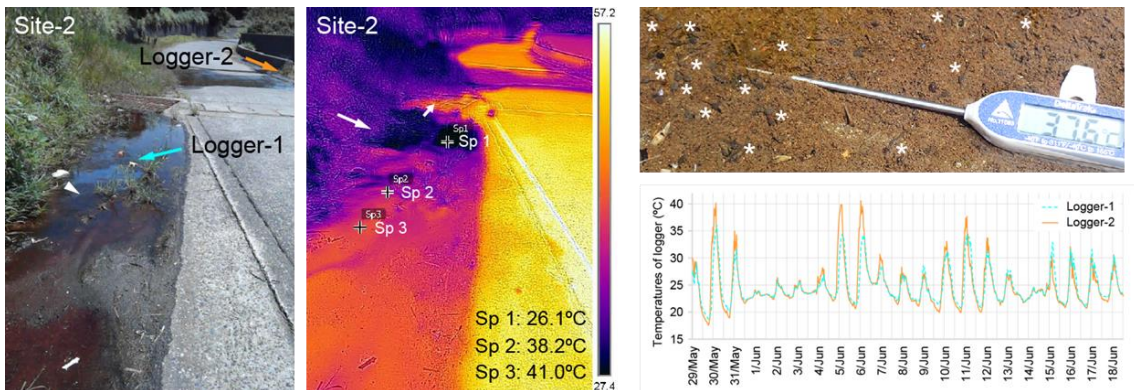 Site-2
Logger-2
Logger-1
Site-2
57.2
Sp1
Sp 1
Sp2
Sp 2
Sp3
Sp 3
Sp 1: 26.1ºC
Sp 2: 38.2ºC
Sp 3: 41.0ºC
27.4
37.6
Temperatures of logger (ºC)
40
35
30
25
20
15
Logger-1
Logger-2
29/May
30/May
31/May
1/Jun
2/Jun
3/Jun
4/Jun
5/Jun
6/Jun
7/Jun
8/Jun
9/Jun
10/Jun
11/Jun
12/Jun
13/Jun
14/Jun
15/Jun
16/Jun
17/Jun
18/Jun